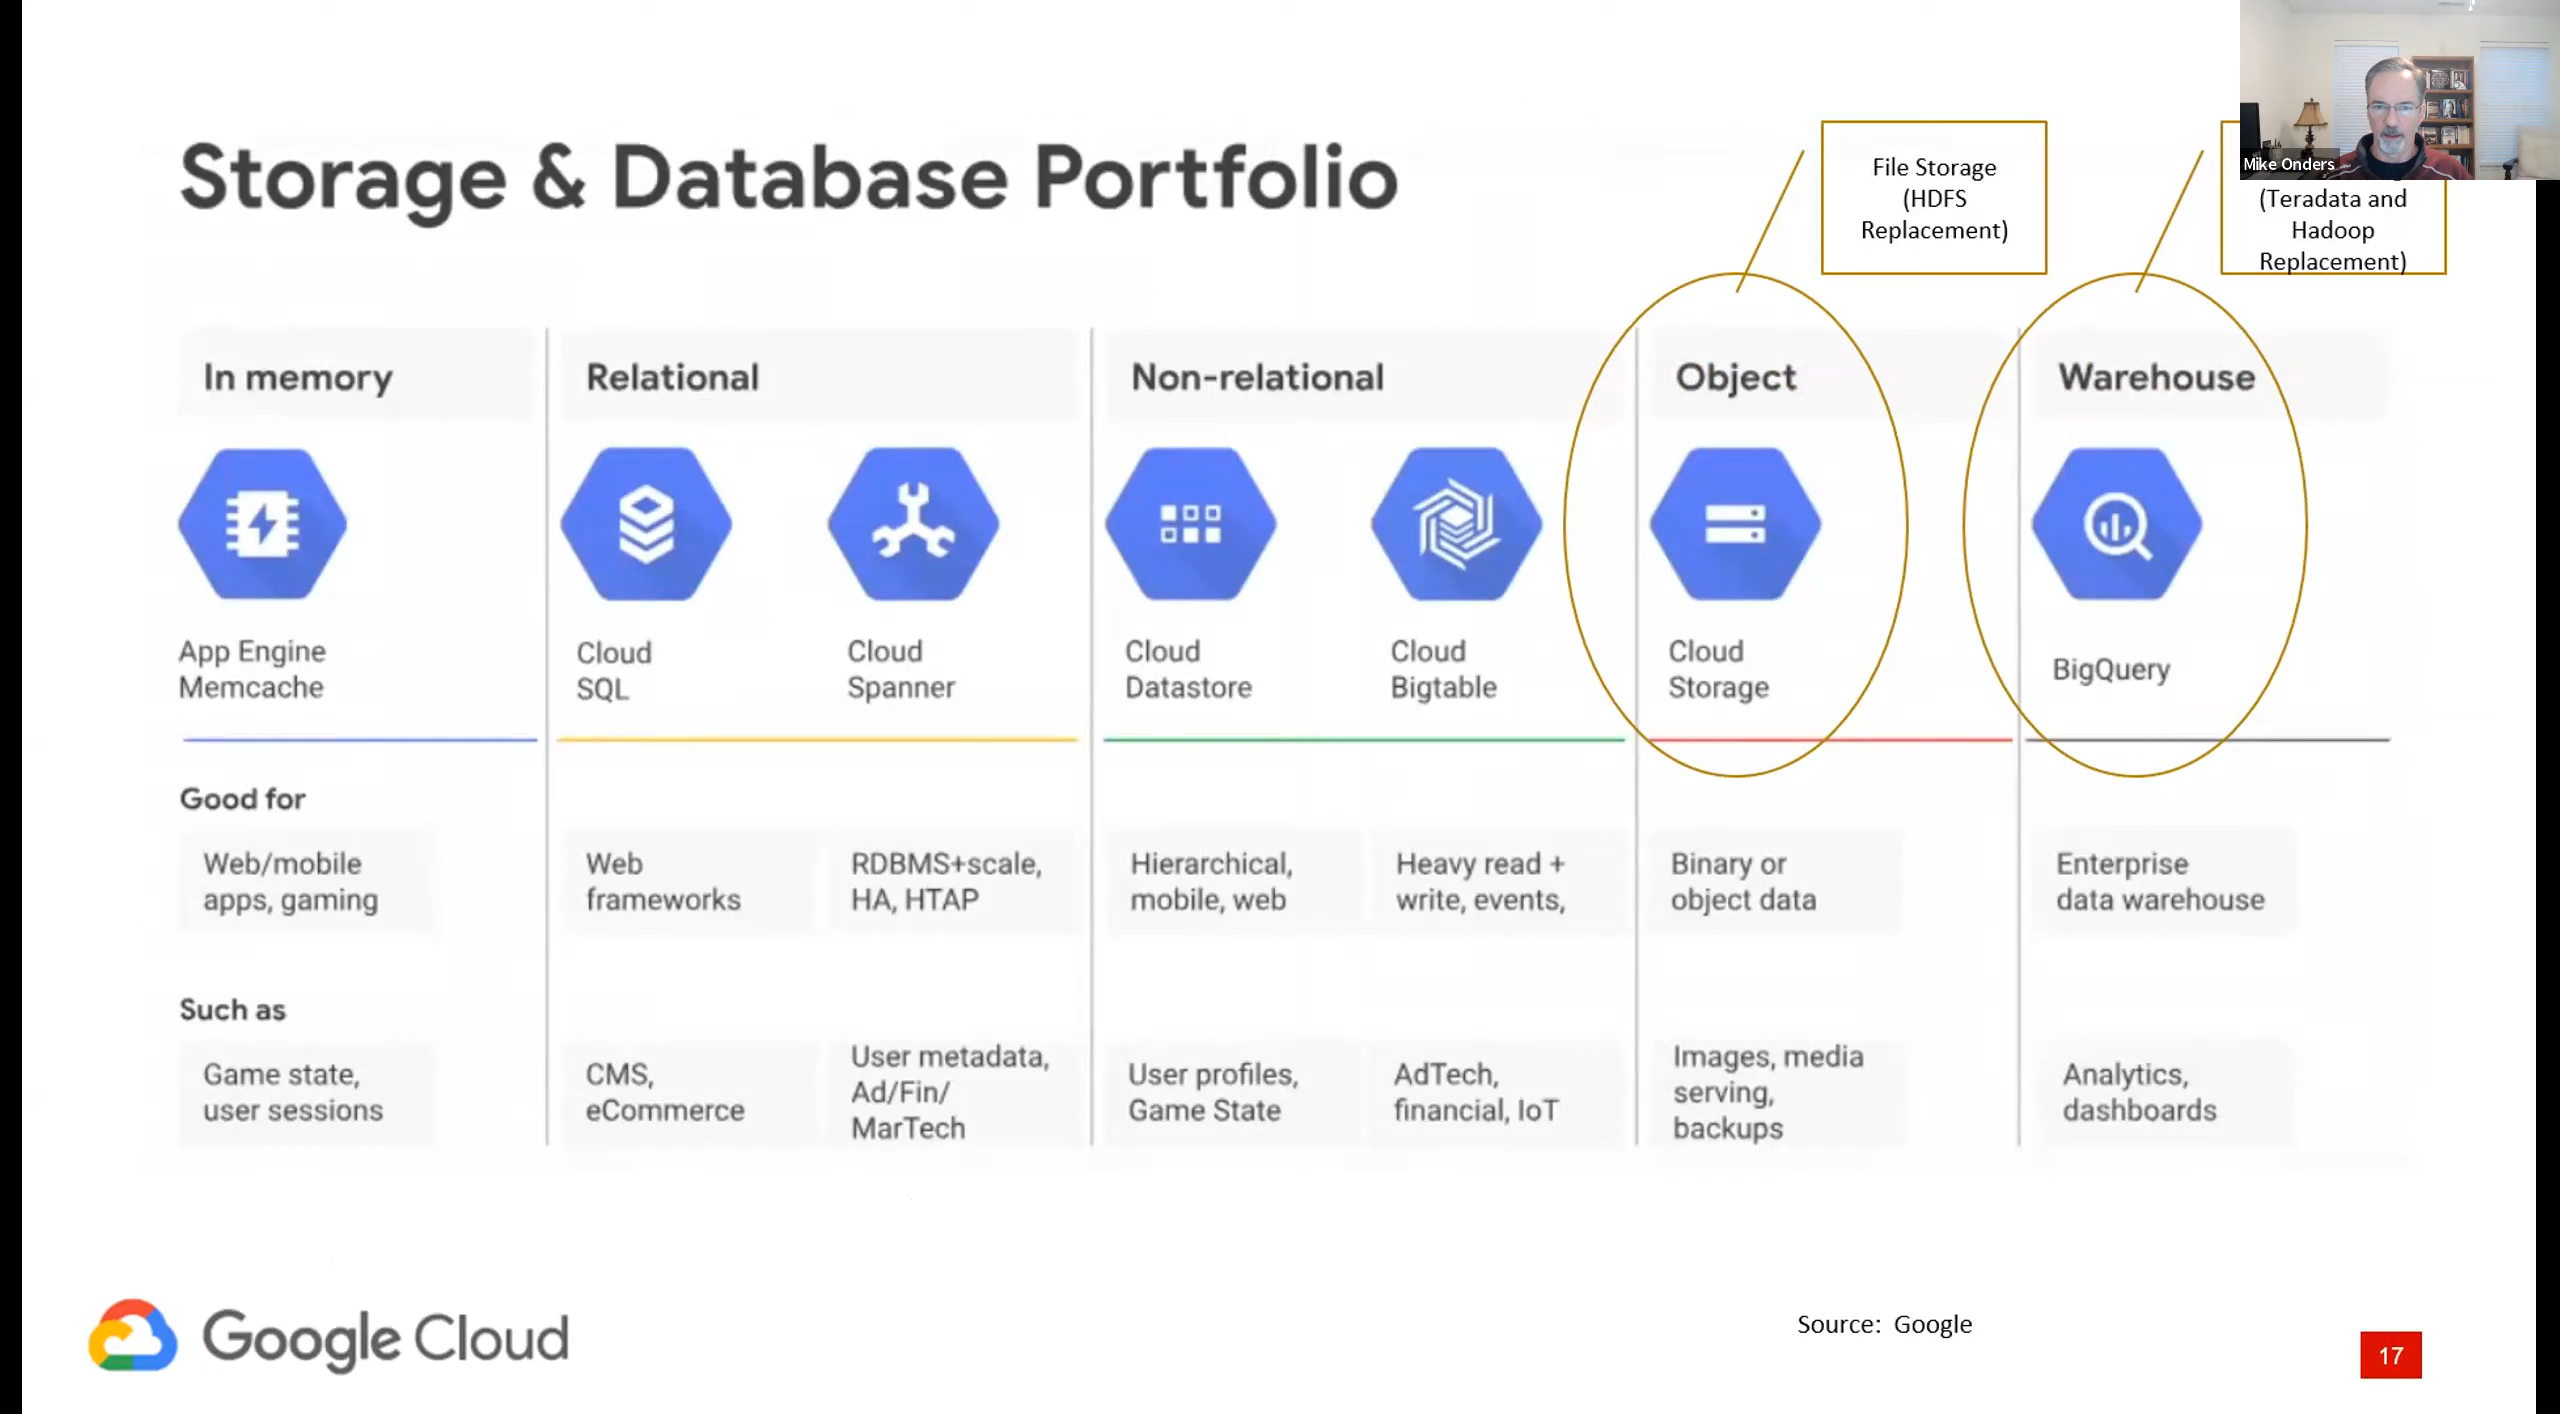 Mike Onders
Storage & Database Portfolio
File Storage
(HDFS
Replacement)
(Teradata and
Hadoop
Replacement)
In memory
Relational
Non-relational
Object
Warehouse
App Engine
Memcache
Cloud
SQL
Cloud
Spanner
Cloud
Datastore
Cloud
Bigtable
Cloud
Storage
BigQuery
Good for
Web/mobile
apps, gaming
Web
frameworks
RDBMS+scale,
HA, HTAP
Hierarchical,
mobile, web
Heavy read +
write, events,
Binary or
object data
Enterprise
data warehouse
Such as
Game state,
user sessions
CMS,
eCommerce
User metadata,
Ad/Fin/
MarTech
User profiles,
Game State
AdTech,
financial, IoT
Images, media
serving,
backups
Analytics,
dashboards
Google Cloud
Source: Google
17